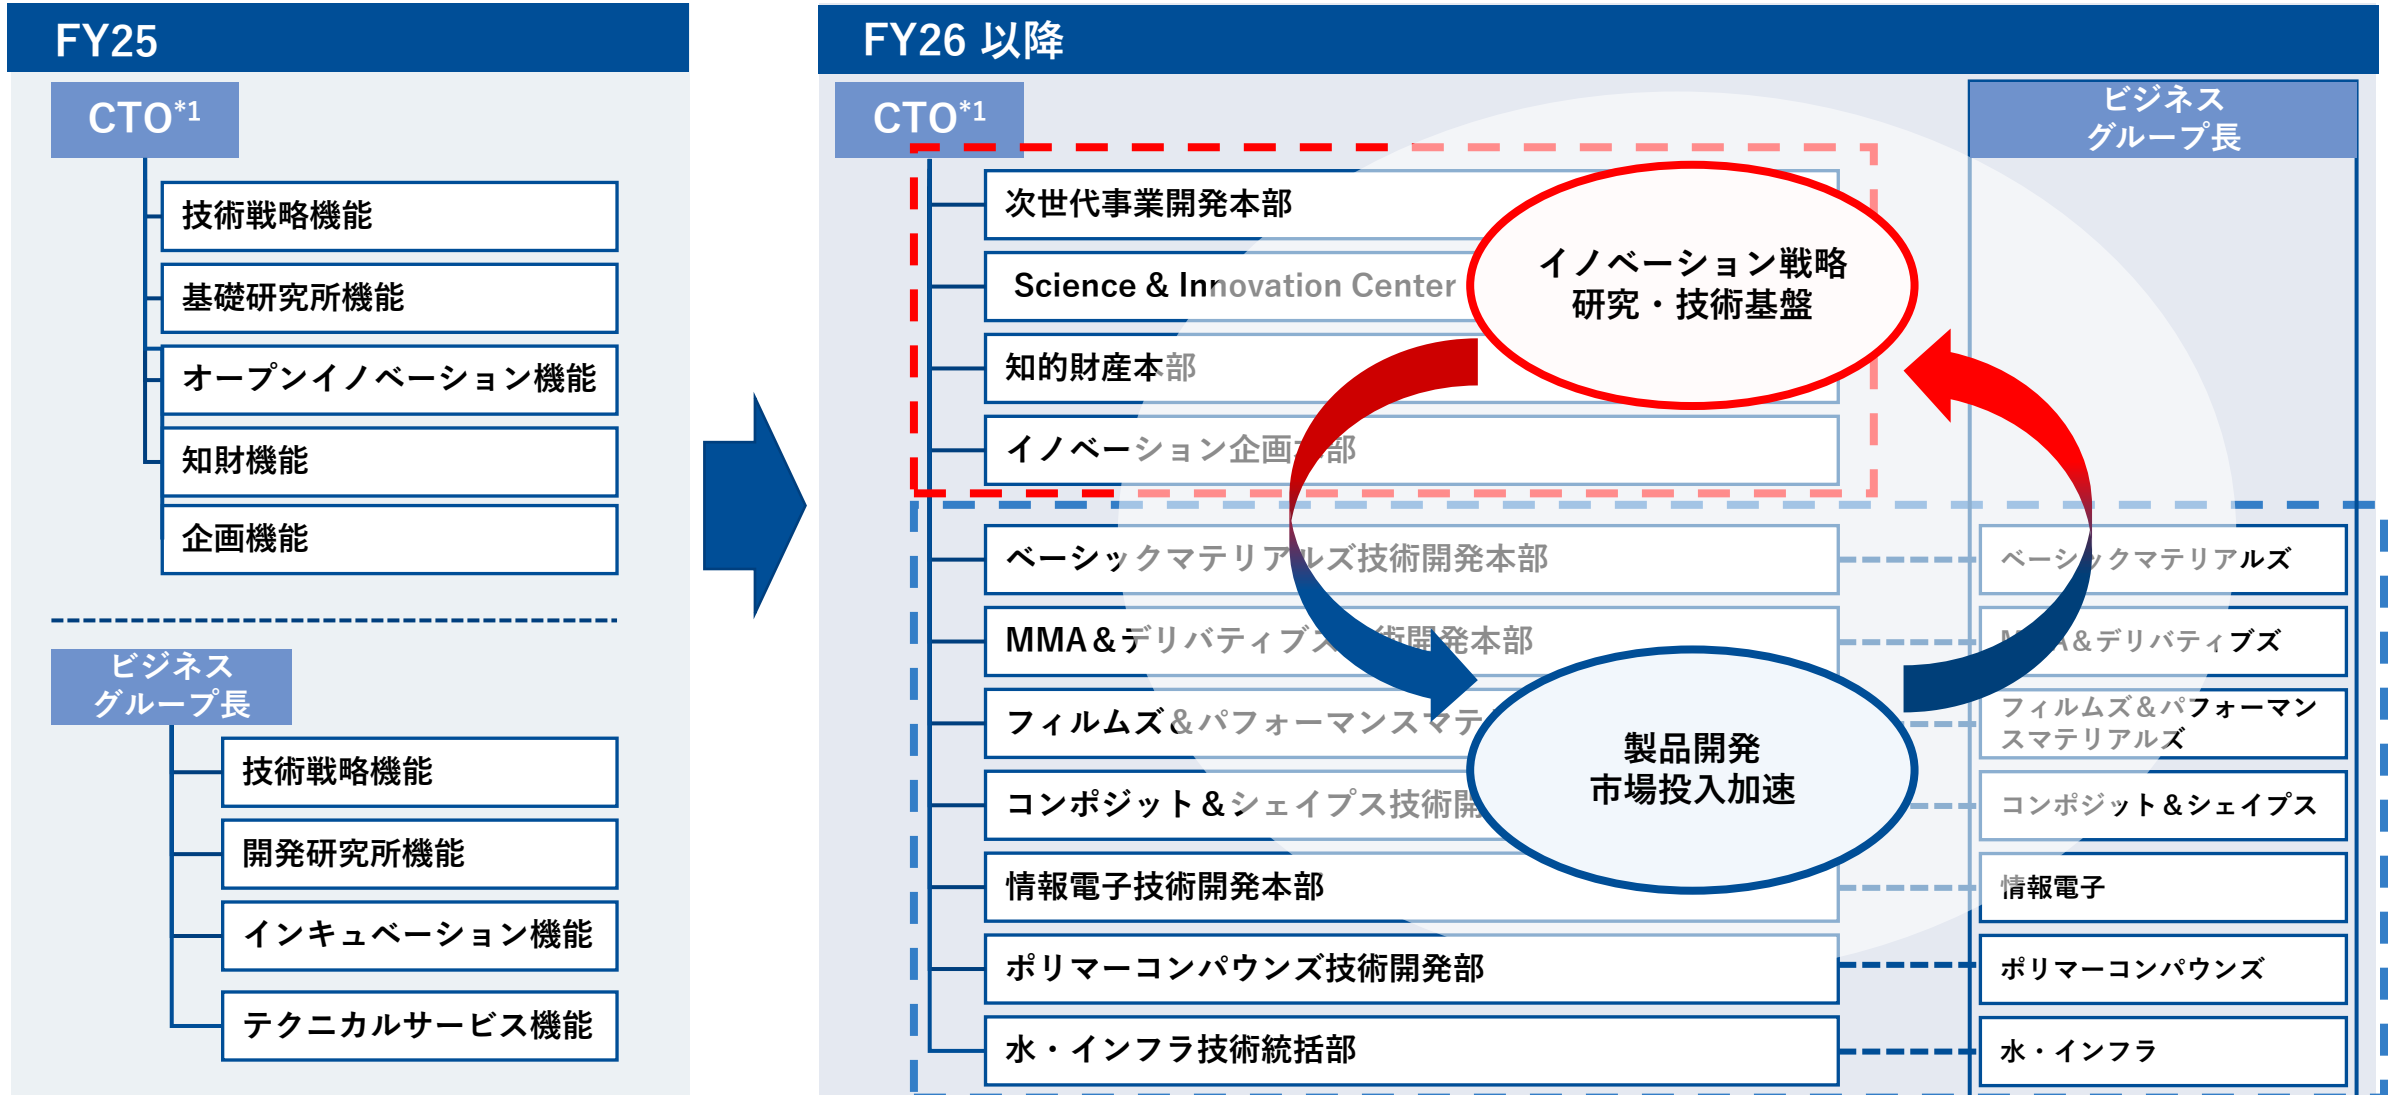 FY25
CTO*1
技術戦略機能
基礎研究所機能
オープンイノベーション機能
知財機能
企画機能
ビジネス
グループ長
技術戦略機能
開発研究所機能
インキュベーション機能
テクニカルサービス機能
FY26 以降
CTO*1
次世代事業開発本部
Science & Innovation Center
知的財産本部
イノベーション企画本部
ベーシックマテリアルズ技術開発本部
MMA＆デリバティブズ技術開発本部
フィルムズ＆パフォーマンスマテ
コンポジット＆シェイプス技術開
情報電子技術開発本部
ポリマーコンパウンズ技術開発部
水・インフラ技術統括部
イノベーション戦略
研究・技術基盤
製品開発
市場投入加速
ビジネス
グループ長
ベーシックマテリアルズ
MMA＆デリバティブズ
フィルムズ＆パフォーマン
スマテリアルズ
コンポジット＆シェイプス
情報電子
ポリマーコンパウンズ
水・インフラ